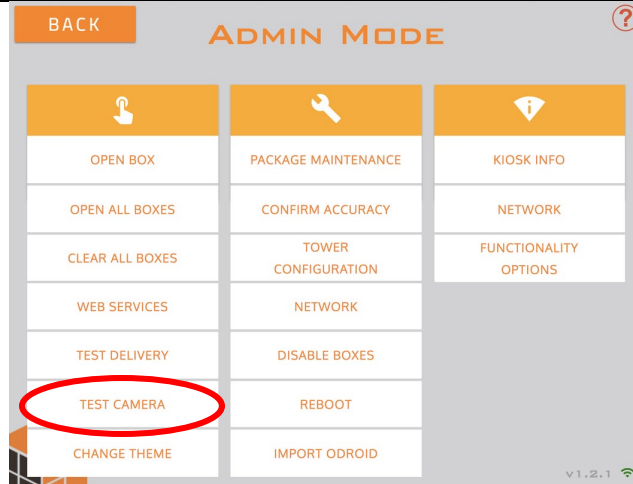 BACK
ADMIN MODE
?
OPEN BOX
OPEN ALL BOXES
CLEAR ALL BOXES
WEB SERVICES
TEST DELIVERY
TEST CAMERA
CHANGE THEME
PACKAGE MAINTENANCE
CONFIRM ACCURACY
TOWER
CONFIGURATION
NETWORK
DISABLE BOXES
REBOOT
IMPORT ODROID
KIOSK INFO
NETWORK
FUNCTIONALITY
OPTIONS
v1.2.1